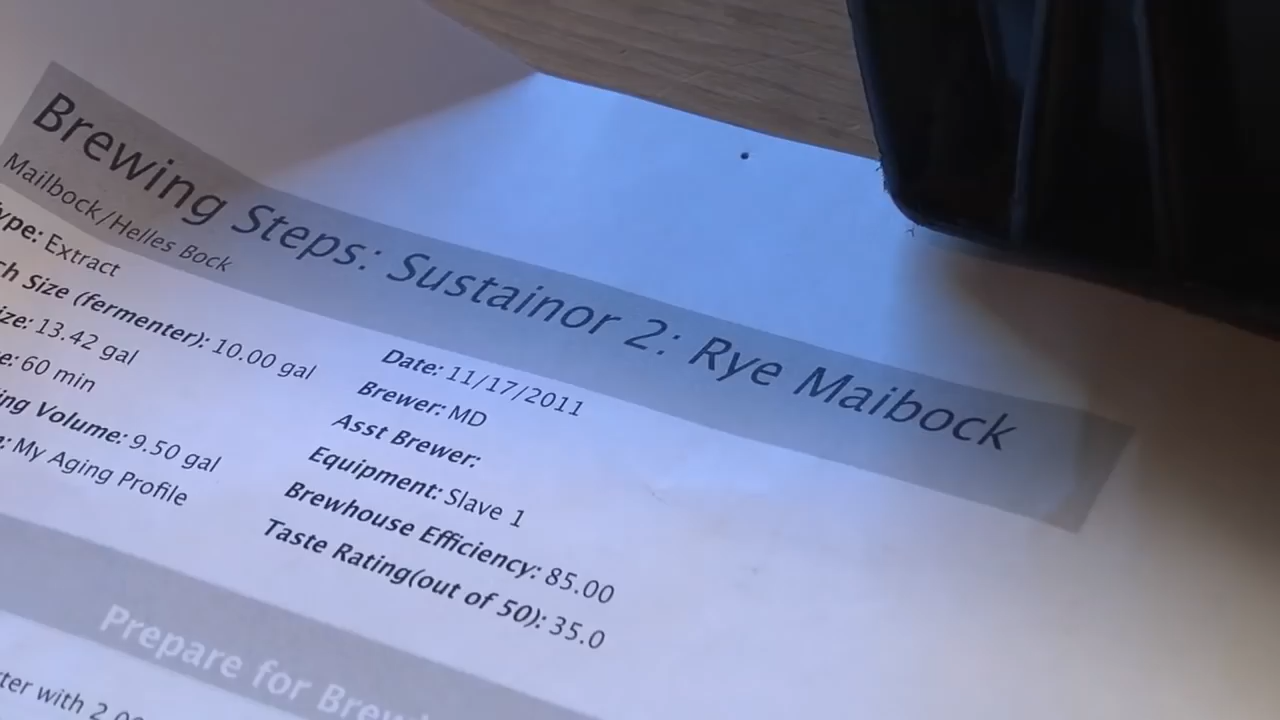 Brewing Steps: Sustainor 2: Rye Maibock
Mailbock/Helles Bock
Type: Extract
ch Size (fermenter): 10.00 gal
ize: 13.42 gal
e: 60 min
ing Volume: 9.50 gal
: My Aging Profile
Date: 11/17/2011
Brewer: MD
Asst Brewer:
Equipment: Slave 1
Brewhouse Efficiency: 85.00
Taste Rating(out of 50): 35.0
Prepare for Brewi
ter with 2.00